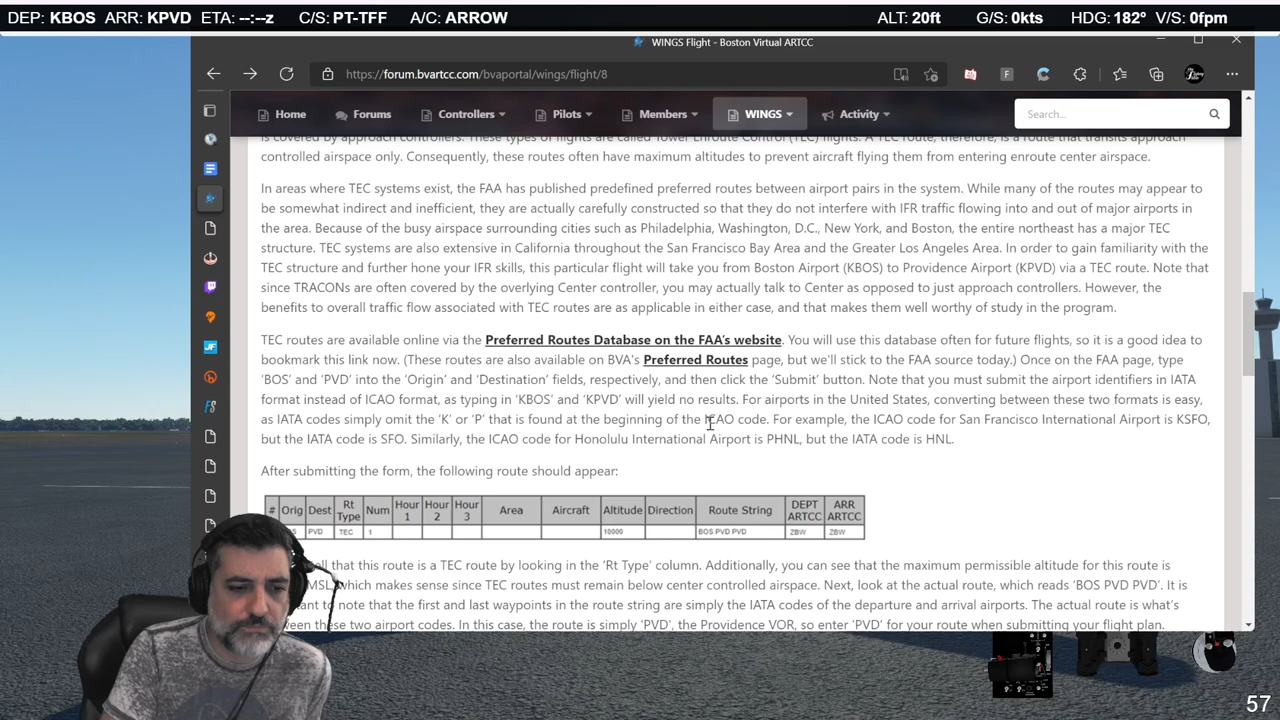 DEP: KBOS ARR: KPVD ETA: --:--z C/S: PT-TFF A/C: ARROW ALT: 20ft G/S: 0kts HDG: 182° V/S: 0fpm
WINGS Flight - Boston Virtual ARTCC
https://forum.bvartcc.com/bvaportal/wings/flight/8
Home Forums Controllers Pilots Members WINGS Activity Search...
is covered by approach controllers. These types of flights are called Tower Enroute Control (TEC) flights. A TEC route, therefore, is a route that transits approach
controlled airspace only. Consequently, these routes often have maximum altitudes to prevent aircraft flying them from entering enroute center airspace.
In areas where TEC systems exist, the FAA has published predefined preferred routes between airport pairs in the system. While many of the routes may appear to
be somewhat indirect and inefficient, they are actually carefully constructed so that they do not interfere with IFR traffic flowing into and out of major airports in
the area. Because of the busy airspace surrounding cities such as Philadelphia, Washington, D.C., New York, and Boston, the entire northeast has a major TEC
structure. TEC systems are also extensive in California throughout the San Francisco Bay Area and the Greater Los Angeles Area. In order to gain familiarity with the
TEC structure and further hone your IFR skills, this particular flight will take you from Boston Airport (KBOS) to Providence Airport (KPVD) via a TEC route. Note that
since TRACONs are often covered by the overlying Center controller, you may actually talk to Center as opposed to just approach controllers. However, the
benefits to overall traffic flow associated with TEC routes are as applicable in either case, and that makes them well worthy of study in the program.
TEC routes are available online via the Preferred Routes Database on the FAA's website. You will use this database often for future flights, so it is a good idea to
bookmark this link now. (These routes are also available on BVA's Preferred Routes page, but we'll stick to the FAA source today.) Once on the FAA page, type
'BOS' and 'PVD' into the 'Origin' and 'Destination' fields, respectively, and then click the 'Submit' button. Note that you must submit the airport identifiers in IATA
format instead of ICAO format, as typing in 'KBOS' and 'KPVD' will yield no results. For airports in the United States, converting between these two formats is easy,
as IATA codes simply omit the 'K' or 'P' that is found at the beginning of the ICAO code. For example, the ICAO code for San Francisco International Airport is KSFO,
but the IATA code is SFO. Similarly, the ICAO code for Honolulu International Airport is PHNL, but the IATA code is HNL.
After submitting the form, the following route should appear:
# Orig Dest Rt Type Num Hour 1 Hour 2 Hour 3 Area Aircraft Altitude Direction Route String DEPT ARTCC ARR ARTCC
PVD TEC 1 10000 BOS PVD PVD ZBW ZBW
that this route is a TEC route by looking in the 'Rt Type' column. Additionally, you can see that the maximum permissible altitude for this route is
which makes sense since TEC routes must remain below center controlled airspace. Next, look at the actual route, which reads 'BOS PVD PVD'. It is
to note that the first and last waypoints in the route string are simply the IATA codes of the departure and arrival airports. The actual route is what's
these two airport codes. In this case, the route is simply 'PVD', the Providence VOR, so enter 'PVD' for your route when submitting your flight plan.
57